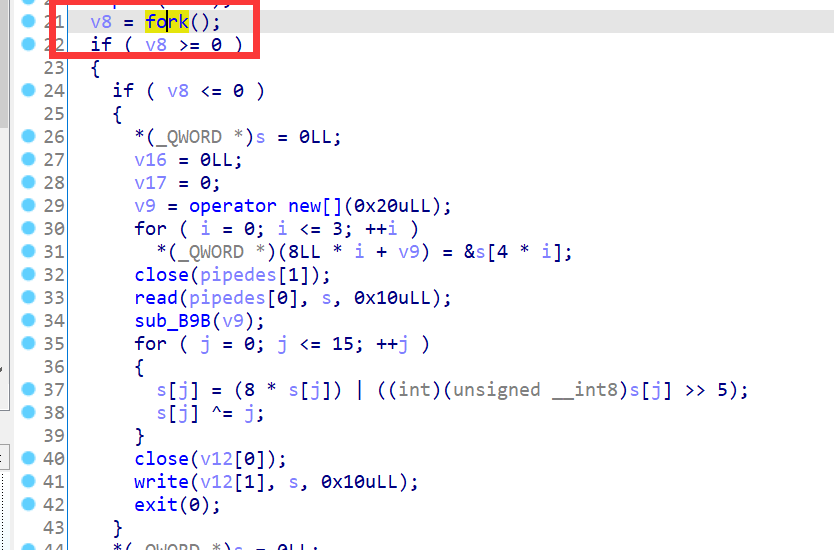 21 v8 = fork();
22 if ( v8 >= 0 )
23 {
24 if ( v8 <= 0 )
25 {
26 *(_QWORD *)s = 0LL;
27 v16 = 0LL;
28 v17 = 0;
29 v9 = operator new[](0x20uLL);
30 for ( i = 0; i <= 3; ++i )
31 *(_QWORD *)(8LL * i + v9) = &s[4 * i];
32 close(pipedes[1]);
33 read(pipedes[0], s, 0x10uLL);
34 sub_B9B(v9);
35 for ( j = 0; j <= 15; ++j )
36 {
37 s[j] = (8 * s[j]) | ((int)(unsigned __int8)s[j] >> 5);
38 s[j] ^= j;
39 }
40 close(v12[0]);
41 write(v12[1], s, 0x10uLL);
42 exit(0);
43 }
44 *(_QWORD *)s = 0LL;